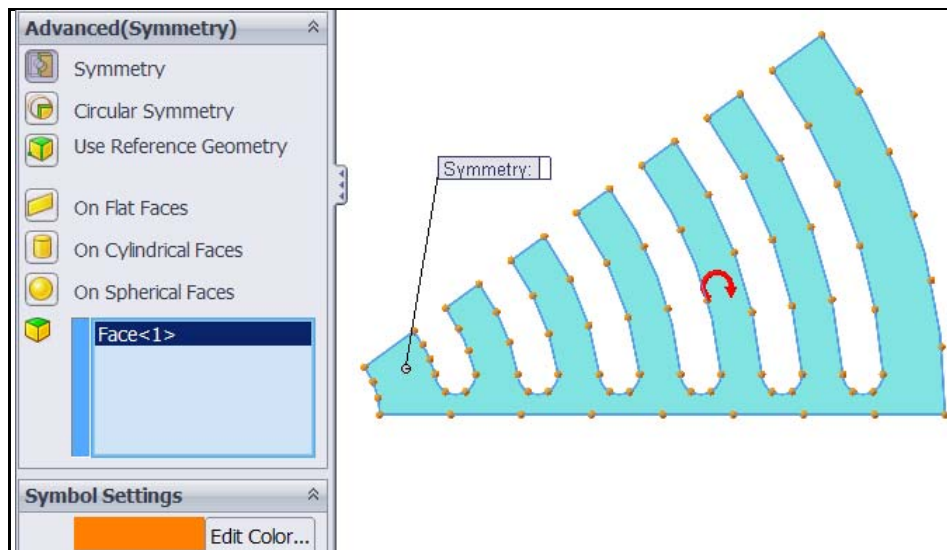 Advanced(Symmetry)
Symmetry
Circular Symmetry
Use Reference Geometry
On Flat Faces
On Cylindrical Faces
On Spherical Faces
Face<1>
Symbol Settings
Edit Color...
Symmetry: